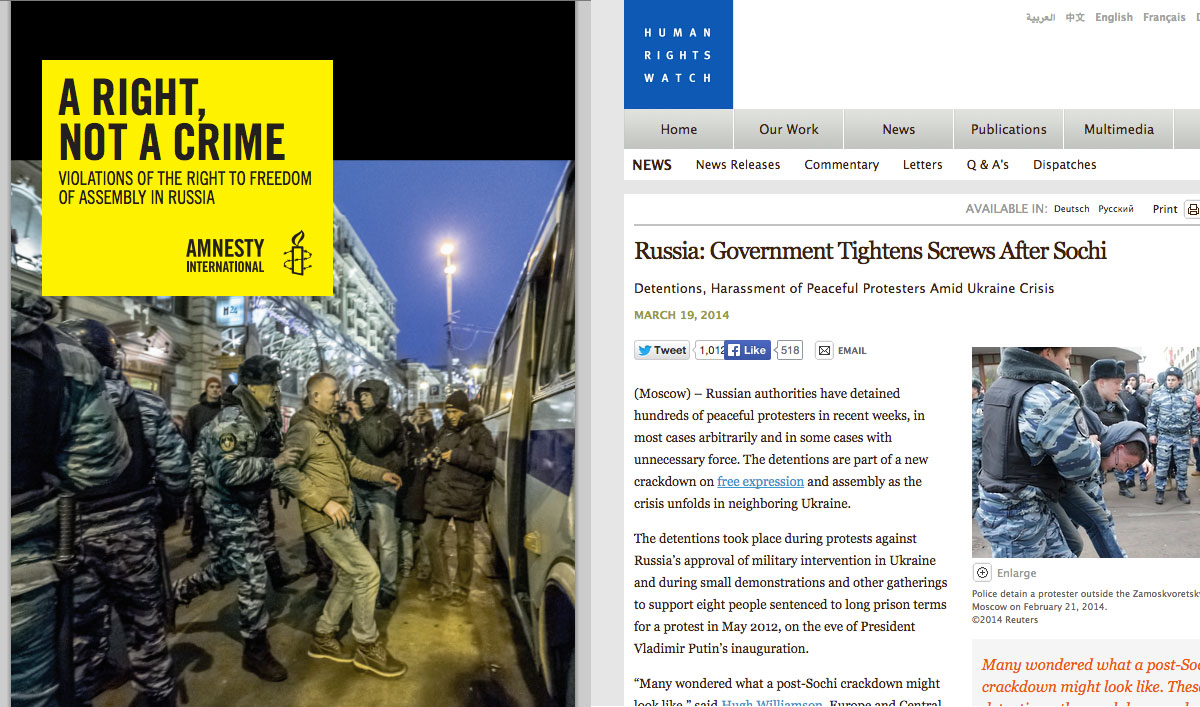 A RIGHT,
NOT A CRIME
VIOLATIONS OF THE RIGHT TO FREEDOM
OF ASSEMBLY IN RUSSIA
AMNESTY
INTERNATIONAL
HUMAN
RIGHTS
WATCH
العربية 中文 English Français
Home Our Work News Publications Multimedia
NEWS News Releases Commentary Letters Q & A's Dispatches
AVAILABLE IN: Deutsch Русский Print
Russia: Government Tightens Screws After Sochi
Detentions, Harassment of Peaceful Protesters Amid Ukraine Crisis
MARCH 19, 2014
Tweet 1,012 Like 518 EMAIL
(Moscow) – Russian authorities have detained
hundreds of peaceful protesters in recent weeks, in
most cases arbitrarily and in some cases with
unnecessary force. The detentions are part of a new
crackdown on free expression and assembly as the
crisis unfolds in neighboring Ukraine.
The detentions took place during protests against
Russia’s approval of military intervention in Ukraine
and during small demonstrations and other gatherings
to support eight people sentenced to long prison terms
for a protest in May 2012, on the eve of President
Vladimir Putin’s inauguration.
“Many wondered what a post-Sochi crackdown might
look like,” said Hugh Williamson, Europe and Central
Enlarge
Police detain a protester outside the
Moscow on February 21, 2014.
©2014 Reuters
Many wondered what a
crackdown might look like.